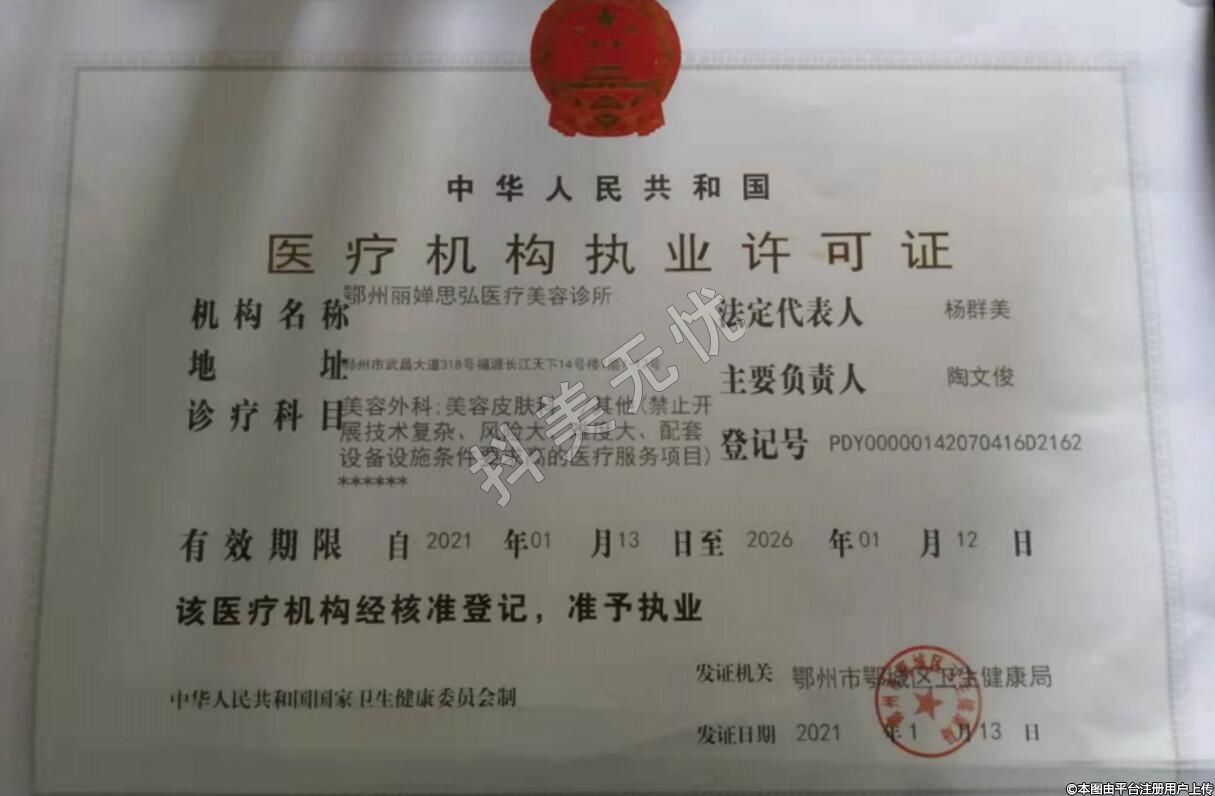 中华人民共和国
医疗机构执业许可证
机构名称 鄂州丽婵思弘医疗美容诊所
法定代表人 杨群美
地址 鄂州市武昌大道318号福源长江天下14号楼
主要负责人 陶文俊
诊疗科目 美容外科;美容皮肤 其他(禁止开
展技术复杂、风险大、难度大、配套
设备设施条件要求高的医疗服务项目)
******
登记号 PDY00000142070416D2162
有效期限 自 2021 年 01 月 13 日至 2026 年 01 月 12 日
该医疗机构经核准登记，准予执业
发证机关 鄂州市鄂城区卫生健康局
中华人民共和国国家卫生健康委员会制
发证日期 2021 年 1 月 13 日
抖美无忧
©本图由平台注册用户上传